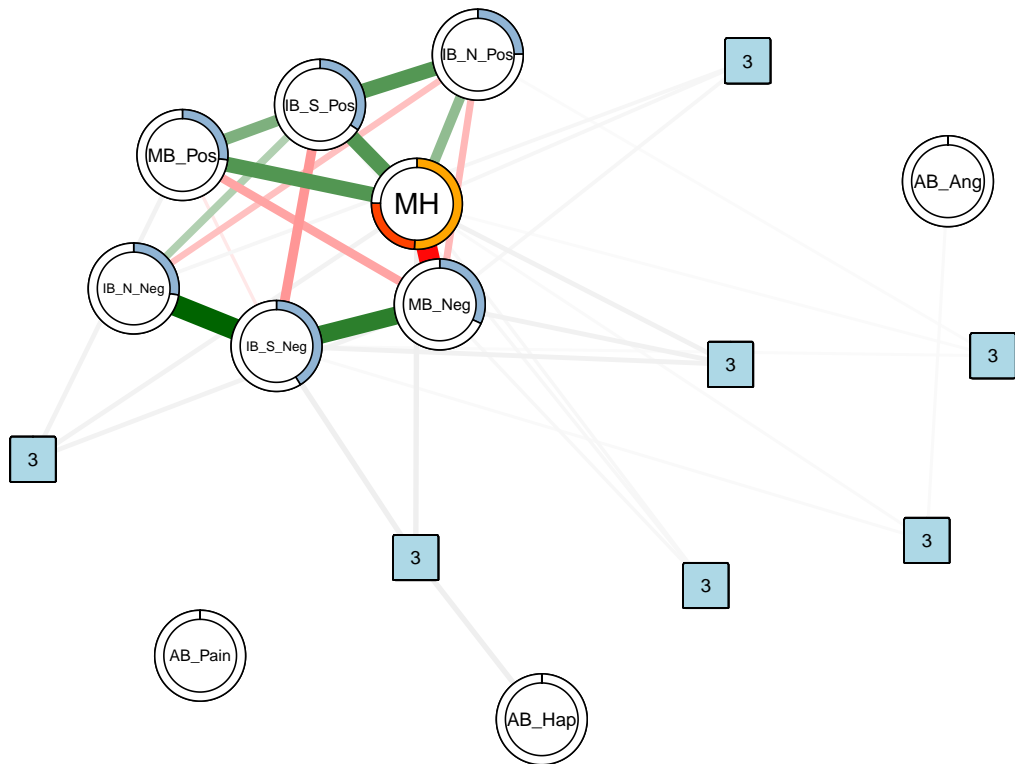 IB_N_Pos
3
IB_S_Pos
MB_Pos
AB_Ang
MH
IB_N_Neg
MB_Neg
IB_S_Neg
3
3
3
3
3
3
AB_Pain
AB_Hap